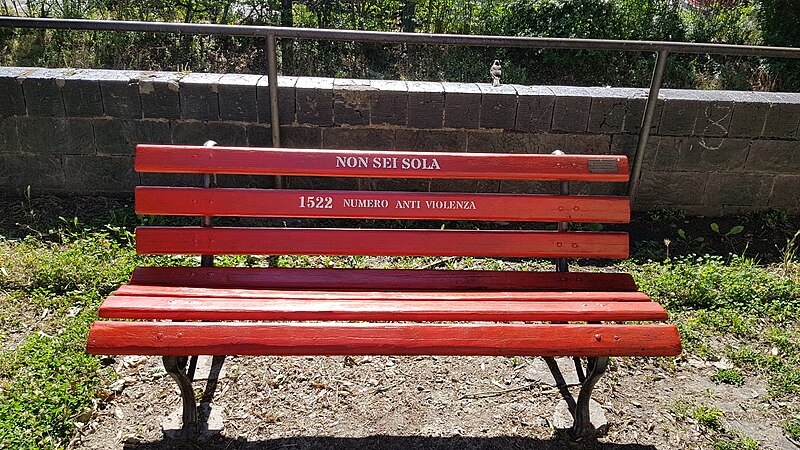 NON SEI SOLA
1522 NUMERO ANTI VIOLENZA